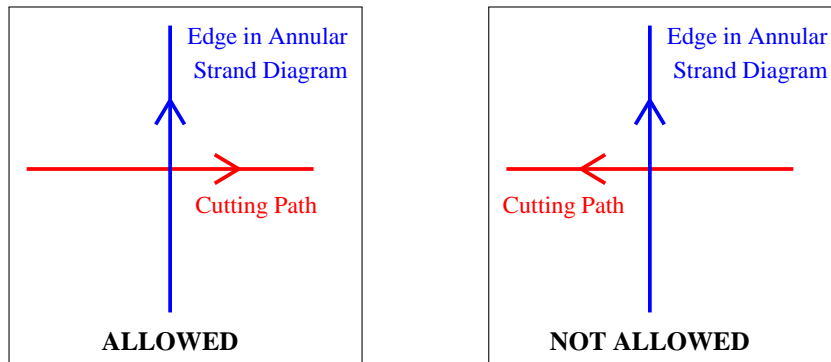 Edge in Annular
Strand Diagram
Cutting Path
ALLOWED
Edge in Annular
Strand Diagram
Cutting Path
NOT ALLOWED